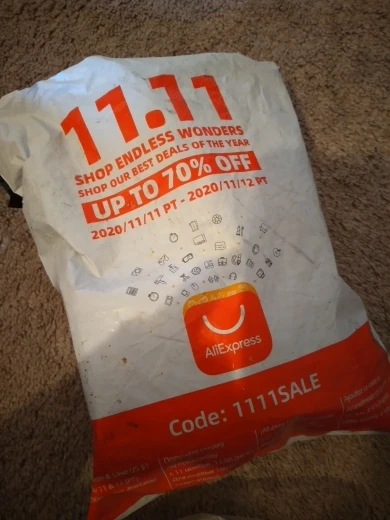 11.11
SHOP ENDLESS WONDERS
SHOP OUR BEST DEALS OF THE YEAR
UP TO 70% OFF
2020/11/11 PT - 2020/11/12 PT
AliExpress
Code: 1111SALE